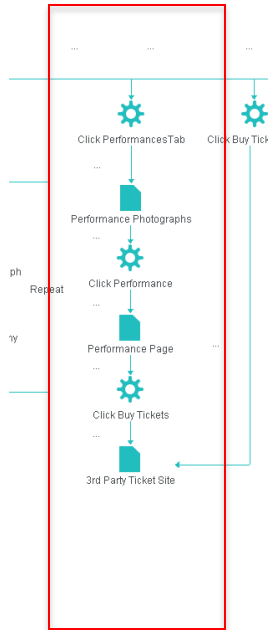 ... ... ...
Click PerformancesTab
Click Buy Tick
...
Performance Photographs
...
ph
Click Performance
Repeat
...
ny
Performance Page
...
...
Click Buy Tickets
...
3rd Party Ticket Site